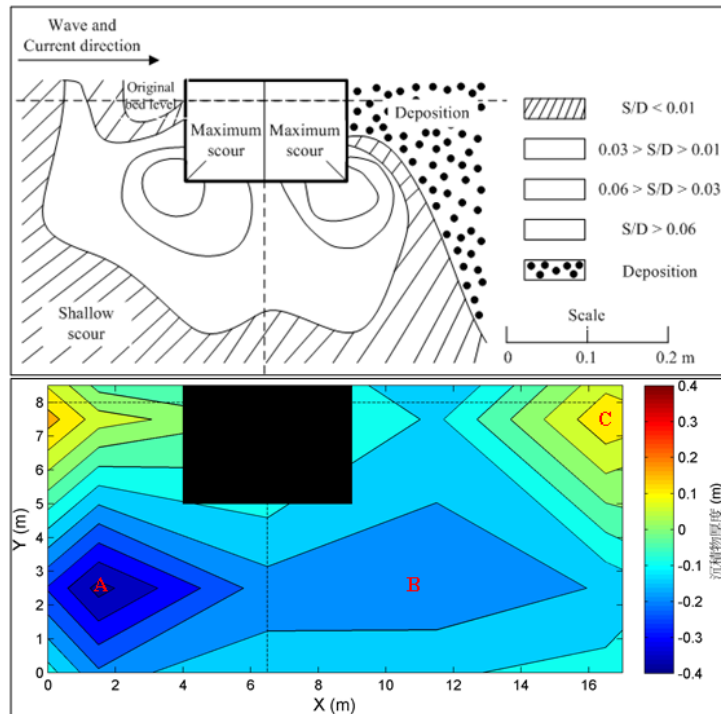 Wave and
Current direction
Original
bed level
Maximum
scour
Maximum
scour
Deposition
Shallow
scour
S/D < 0.01
0.03 > S/D > 0.01
0.06 > S/D > 0.03
S/D > 0.06
Deposition
Scale
0 0.1 0.2 m
8
7
6
5
4
3
2
1
0
Y (m)
A
B
C
0 2 4 6 8 10 12 14 16
X (m)
0.4
0.3
0.2
0.1
0
-0.1
-0.2
-0.3
-0.4
沉积物厚度 (m)